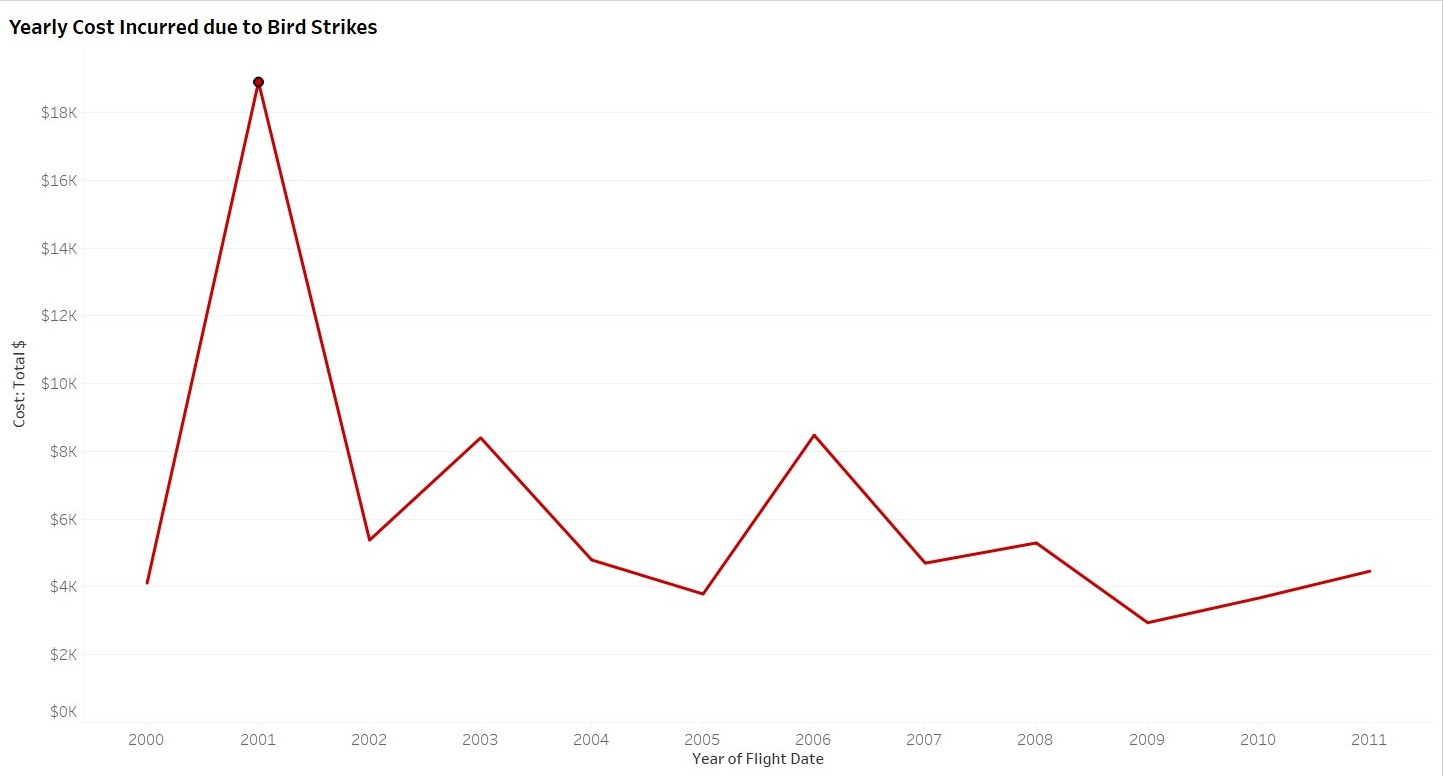 Yearly Cost Incurred due to Bird Strikes
$18K
$16K
$14K
$12K
$10K
$8K
$6K
$4K
$2K
$0K
Cost: Total $
2000 2001 2002 2003 2004 2005 2006 2007 2008 2009 2010 2011
Year of Flight Date